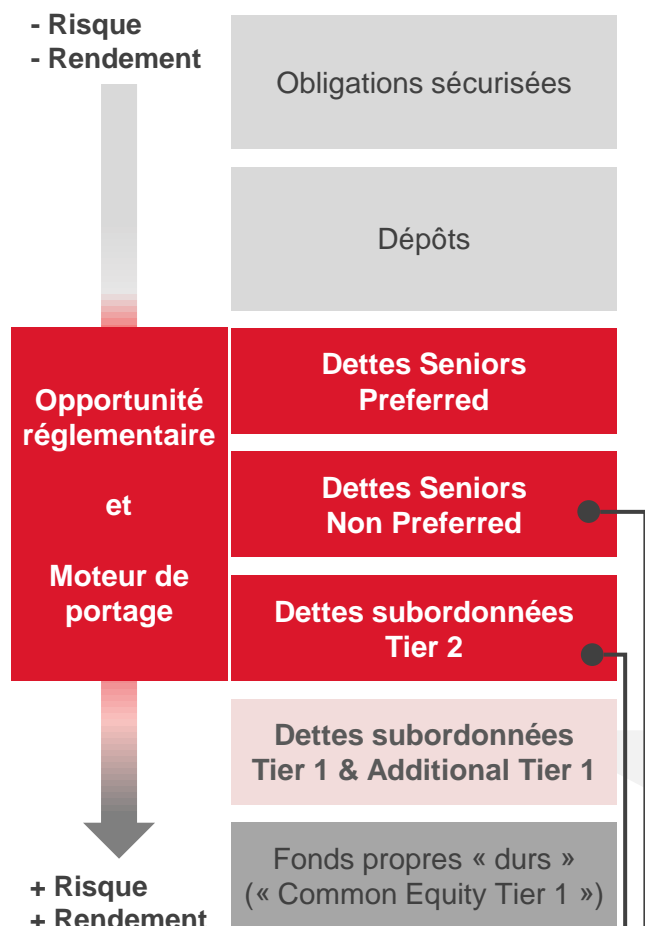 - Risque
- Rendement
Obligations sécurisées
Dépôts
Opportunité
réglementaire
et
Moteur de
portage
Dettes Seniors
Preferred
Dettes Seniors
Non Preferred
Dettes subordonnées
Tier 2
Dettes subordonnées
Tier 1 & Additional Tier 1
Fonds propres « durs »
(« Common Equity Tier 1 »)
+ Risque
+ Rendement